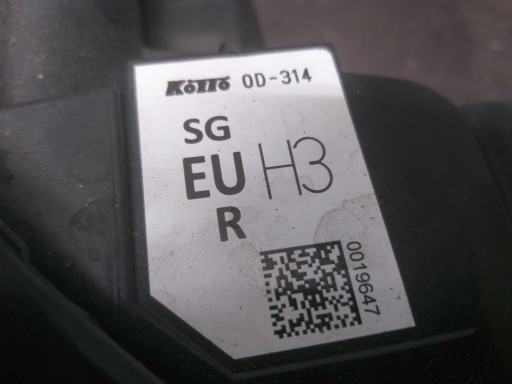 KOITO OD-314
SG
EU H3
R
0019647